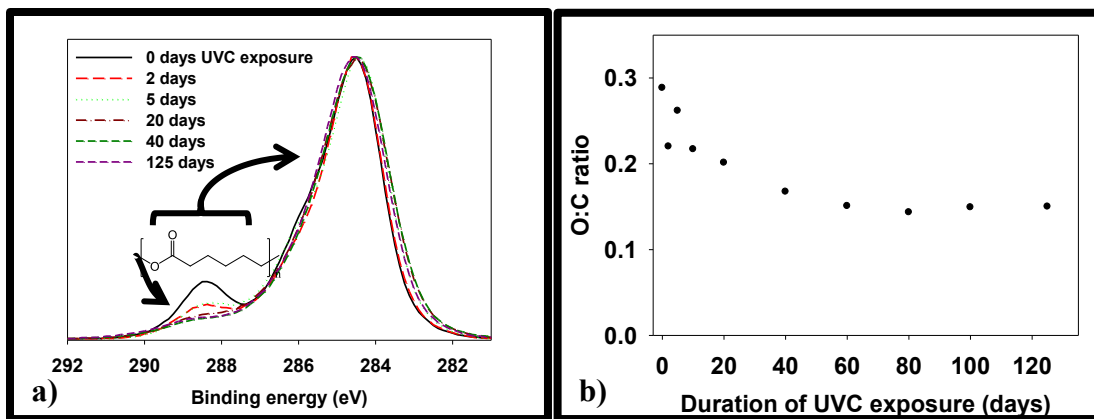 0 days UVC exposure
2 days
5 days
20 days
40 days
125 days
O
O
n
292 290 288 286 284 282
a)
Binding energy (eV)
O:C ratio
0.3
0.2
0.1
0.0
0 20 40 60 80 100 120
b)
Duration of UVC exposure (days)